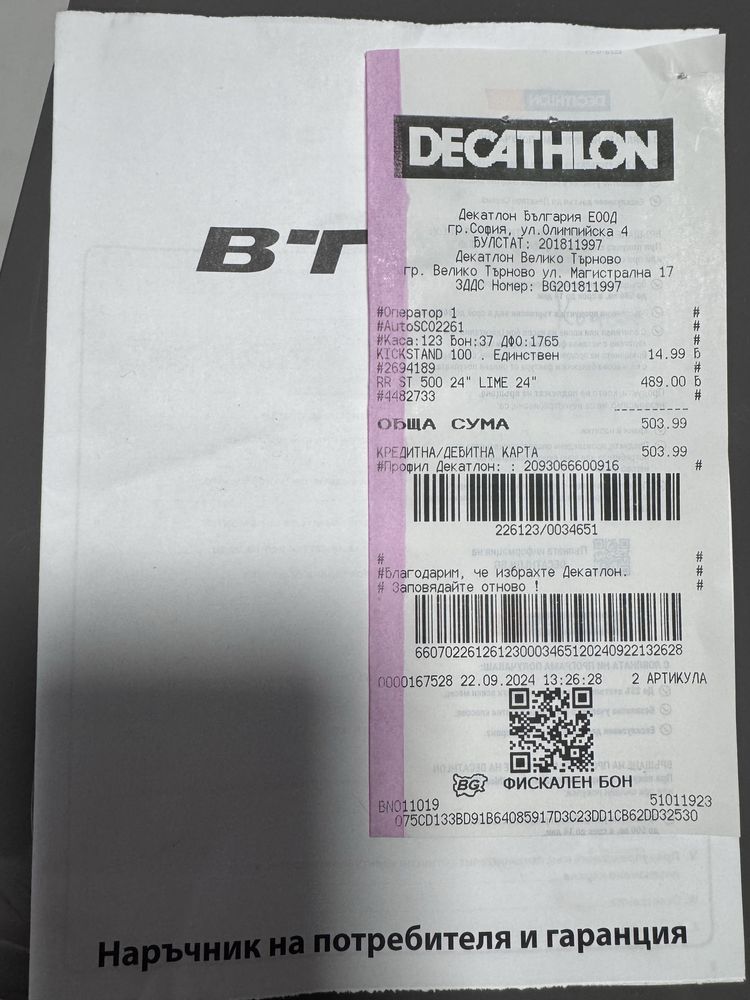 DECATHLON
Декатлон България ЕООД
гр.София, ул.Олимпийска 4
БУЛСТАТ: 201811997
Декатлон Велико Търново
гр. Велико Търново ул. Магистрална 17
ЗДДС Номер: BG201811997
#Оператор 1 #
#AutoSCO2261 #
#Каса:123 Бон:37 ДФО:1765 #
KICKSTAND 100 . Единствен 14.99 Б
#2694189 #
RR ST 500 24" LIME 24" 489.00 Б
#4482733 #
ОБЩА СУМА 503.99
КРЕДИТНА/ДЕБИТНА КАРТА 503.99
#Профил Декатлон: : 2093066600916 #
226123/0034651
# #
#Благодарим, че избрахте Декатлон. #
# Заповядайте отново ! #
660702261261230003465120240922132628
0000167528 22.09.2024 13:26:28 2 АРТИКУЛА
BG ФИСКАЛЕН БОН
BN011019 51011923
075CD133BD91B64085917D3C23DD1CB62DD32530
BT
Наръчник на потребителя и гаранция